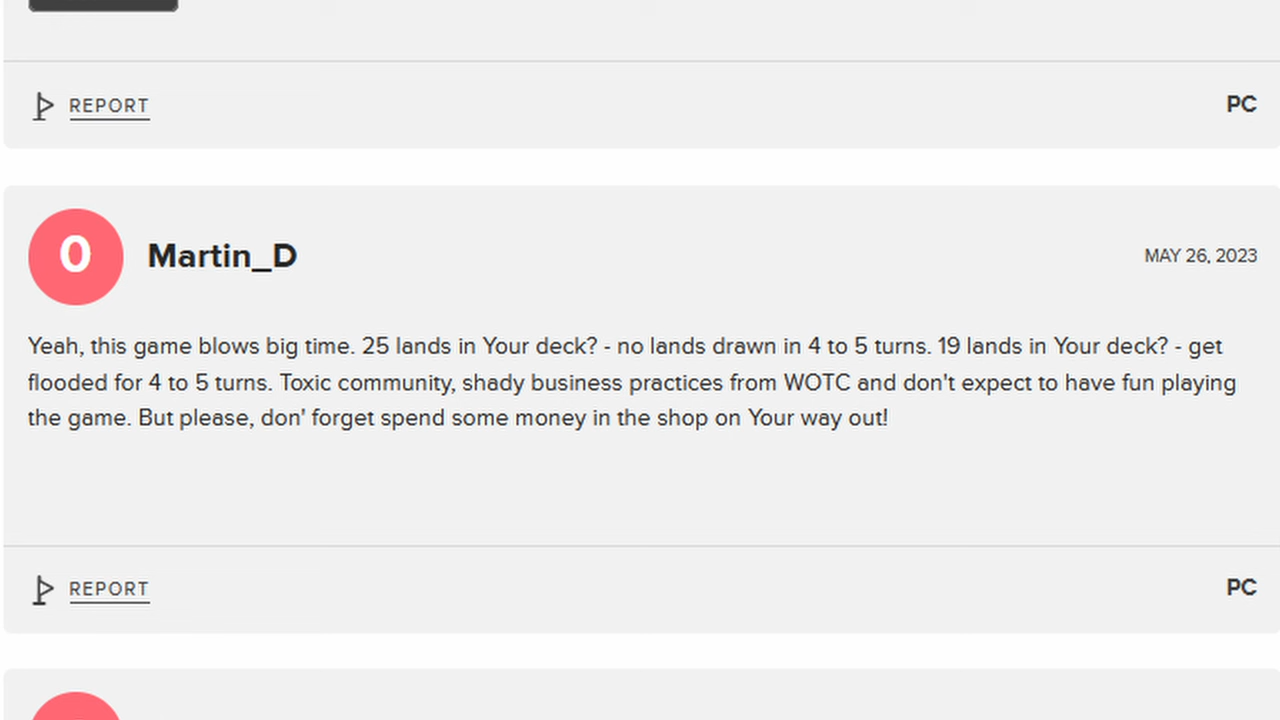 REPORT
PC
0
Martin_D
MAY 26, 2023
Yeah, this game blows big time. 25 lands in Your deck? - no lands drawn in 4 to 5 turns. 19 lands in Your deck? - get
flooded for 4 to 5 turns. Toxic community, shady business practices from WOTC and don't expect to have fun playing
the game. But please, don' forget spend some money in the shop on Your way out!
REPORT
PC